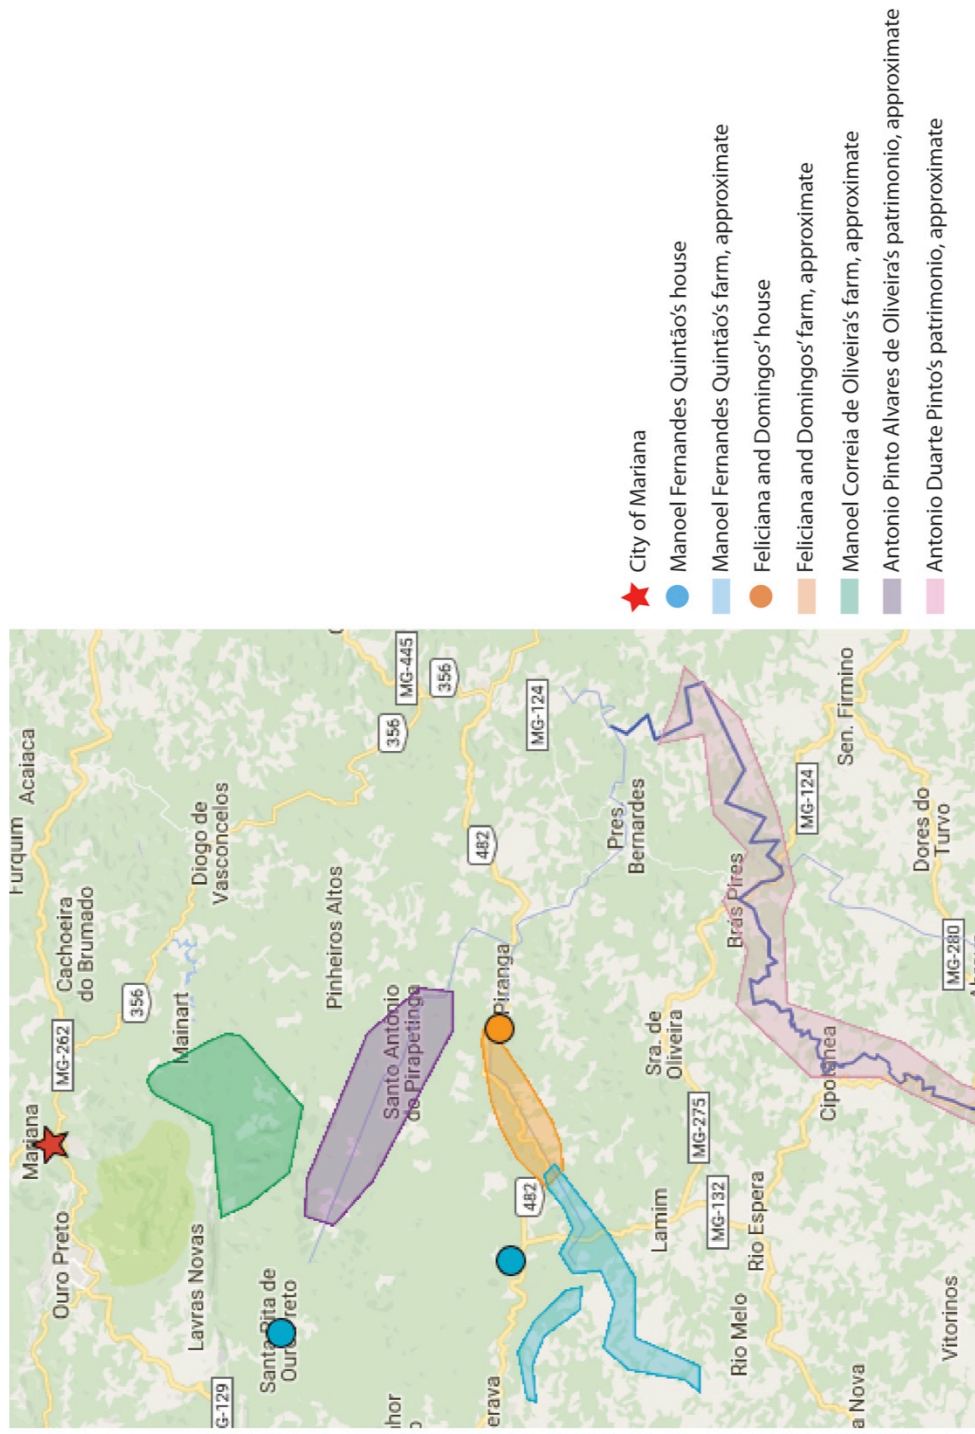 Furquim
Acaiaca
Mariana
MG-262
Cachoeira
do Brumado
Ouro Preto
356
Mainart
Diogo de
Vasconcelos
Lavras Novas
MG-129
Santa Rita de
Ouro Preto
Pinheiros Altos
356
MG-445
356
Santo Antônio
do Pirapetinga
482
MG-124
Piranga
482
Pres.
Bernardes
Sra. de
Oliveira
Lamim
MG-275
MG-132
Rio Espera
Rio Melo
Brás Pires
MG-124
Sen. Firmino
Cipotânea
Dores do
Turvo
MG-280
Vitorinos
a Nova
erava
hor
City of Mariana
Manoel Fernandes Quintão's house
Manoel Fernandes Quintão's farm, approximate
Feliciana and Domingos' house
Feliciana and Domingos' farm, approximate
Manoel Correia de Oliveira's farm, approximate
Antonio Pinto Alvares de Oliveira's patrimonio, approximate
Antonio Duarte Pinto's patrimonio, approximate